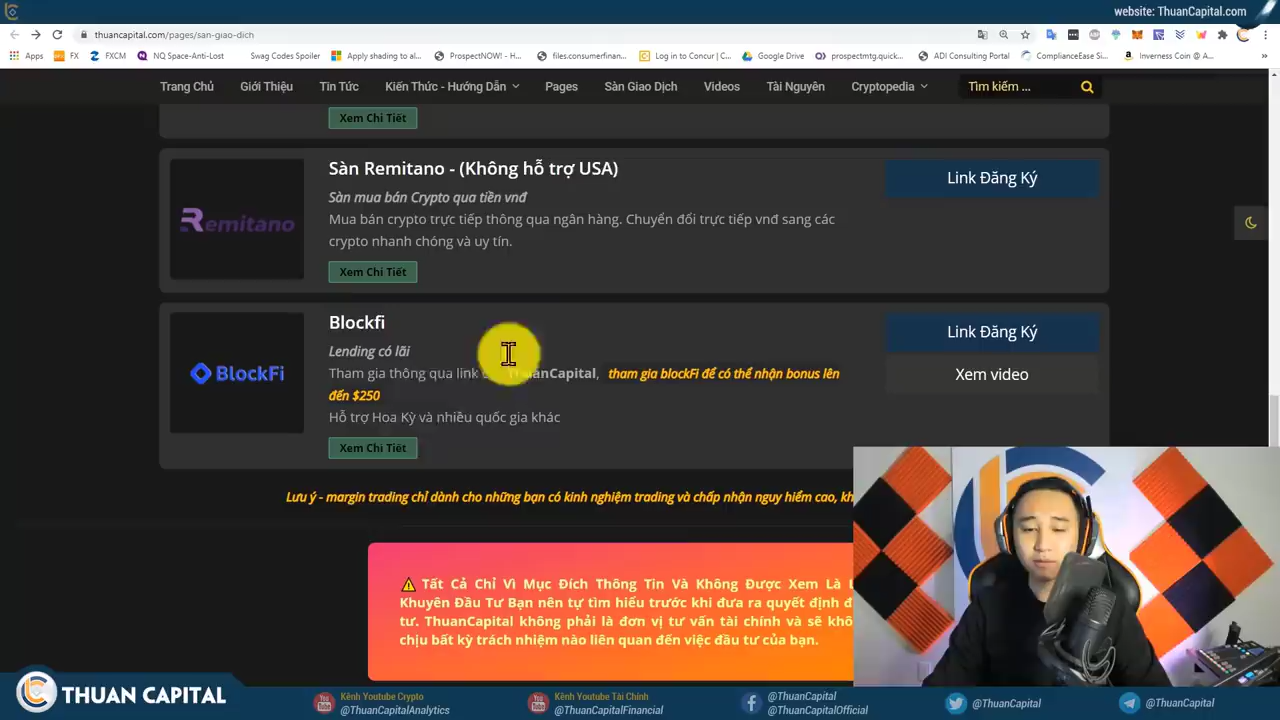 website: ThuanCapital.com
thuancapital.com/pages/san-giao-dich
Apps FX FXCM NQ Space-Anti-Lost Swag Codes Spoiler Apply shading to al... ProspectNOW! - H... files.consumerfinan... Log in to Concur | C... Google Drive prospectmtg.quick... ADI Consulting Portal ComplianceEase Si... Inverness Coin @ A...
Trang Chủ Giới Thiệu Tin Tức Kiến Thức - Hướng Dẫn Pages Sàn Giao Dịch Videos Tài Nguyên Cryptopedia Tìm kiếm ...
Xem Chi Tiết
Remitano
Sàn Remitano - (Không hỗ trợ USA)
Link Đăng Ký
Sàn mua bán Crypto qua tiền vnđ
Mua bán crypto trực tiếp thông qua ngân hàng. Chuyển đổi trực tiếp vnđ sang các
crypto nhanh chóng và uy tín.
Xem Chi Tiết
BlockFi
Blockfi
Link Đăng Ký
Lending có lãi
Tham gia thông qua link anCapital, tham gia blockFi để có thể nhận bonus lên
Xem video
đến $250
Hỗ trợ Hoa Kỳ và nhiều quốc gia khác
Xem Chi Tiết
Lưu ý - margin trading chỉ dành cho những bạn có kinh nghiệm trading và chấp nhận nguy hiểm cao,
⚠ Tất Cả Chỉ Vì Mục Đích Thông Tin Và Không Được Xem Là
Khuyên Đầu Tư Bạn nên tự tìm hiểu trước khi đưa ra quyết định
tư. ThuanCapital không phải là đơn vị tư vấn tài chính và sẽ
chịu bất kỳ trách nhiệm nào liên quan đến việc đầu tư của bạn.
THUAN CAPITAL
Kênh Youtube Crypto
@ThuanCapitalAnalytics
Kênh Youtube Tài Chính
@ThuanCapitalFinancial
@ThuanCapital
@ThuanCapitalOfficial
@ThuanCapital
@ThuanCapital